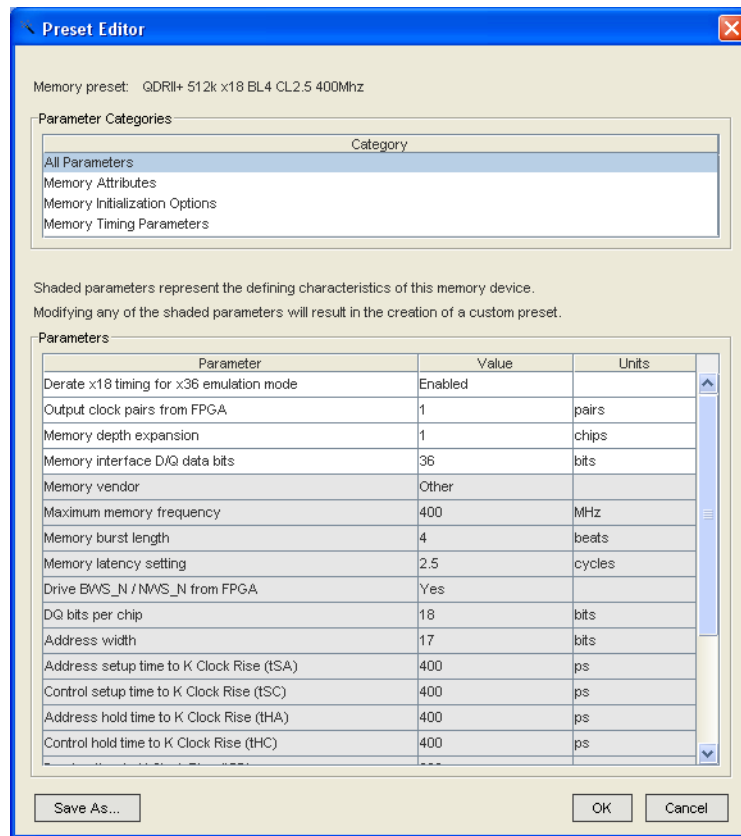 Preset Editor
Memory preset: QDRII+ 512k x18 BL4 CL2.5 400Mhz
Parameter Categories
Category
All Parameters
Memory Attributes
Memory Initialization Options
Memory Timing Parameters
Shaded parameters represent the defining characteristics of this memory device.
Modifying any of the shaded parameters will result in the creation of a custom preset.
Parameters
Parameter Value Units
Derate x18 timing for x36 emulation mode Enabled
Output clock pairs from FPGA 1 pairs
Memory depth expansion 1 chips
Memory interface D/Q data bits 36 bits
Memory vendor Other
Maximum memory frequency 400 MHz
Memory burst length 4 beats
Memory latency setting 2.5 cycles
Drive BWS_N / NWS_N from FPGA Yes
DQ bits per chip 18 bits
Address width 17 bits
Address setup time to K Clock Rise (tSA) 400 ps
Control setup time to K Clock Rise (tSC) 400 ps
Address hold time to K Clock Rise (tHA) 400 ps
Control hold time to K Clock Rise (tHC) 400 ps
Save As... OK Cancel